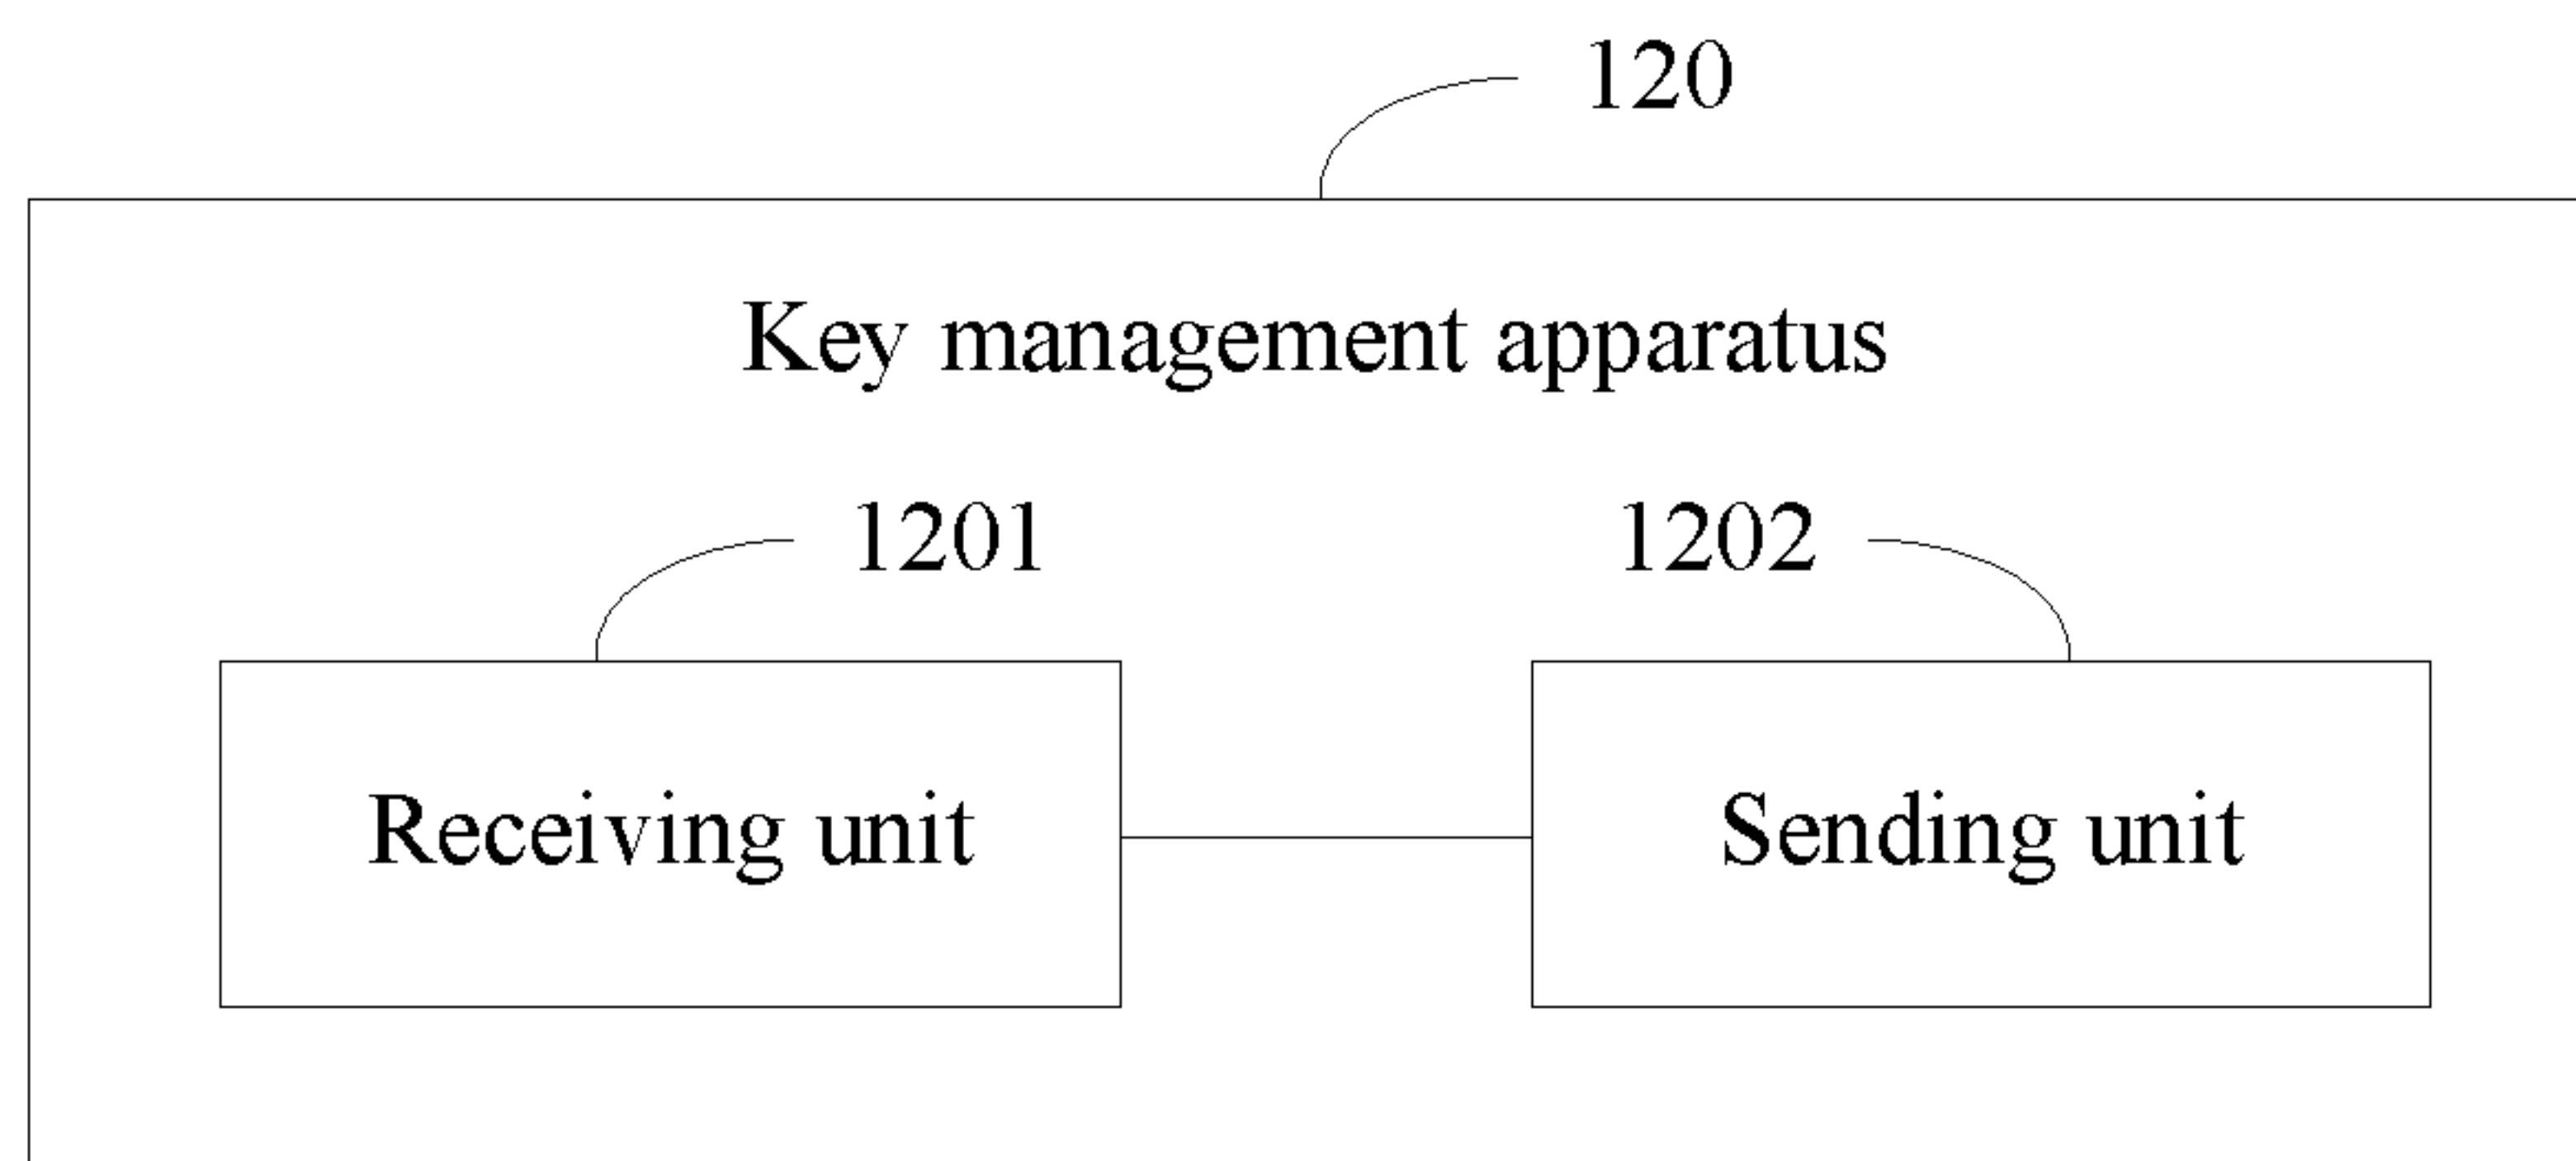 120
Key management apparatus
1201
1202
Receiving unit
Sending unit